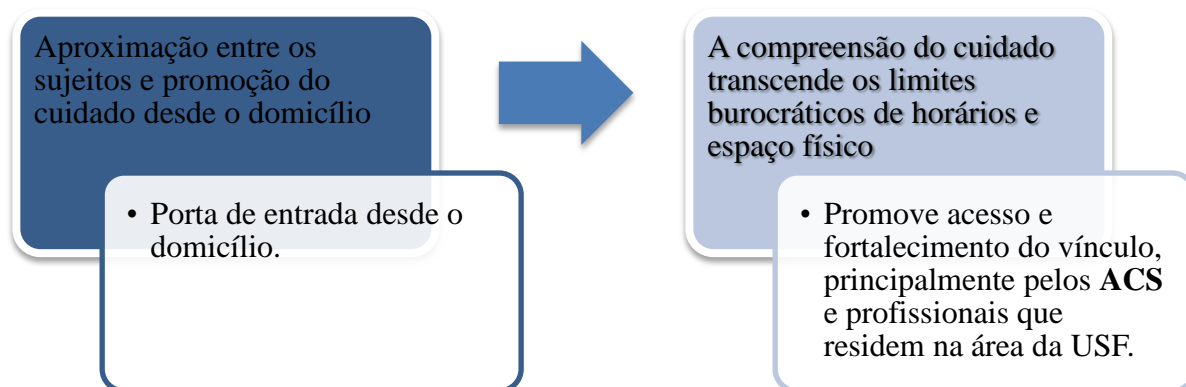 Aproximação entre os
sujeitos e promoção do
cuidado desde o domicílio
• Porta de entrada desde o
domicílio.
A compreensão do cuidado
transcende os limites
burocráticos de horários e
espaço físico
• Promove acesso e
fortalecimento do vínculo,
principalmente pelos ACS
e profissionais que
residem na área da USF.